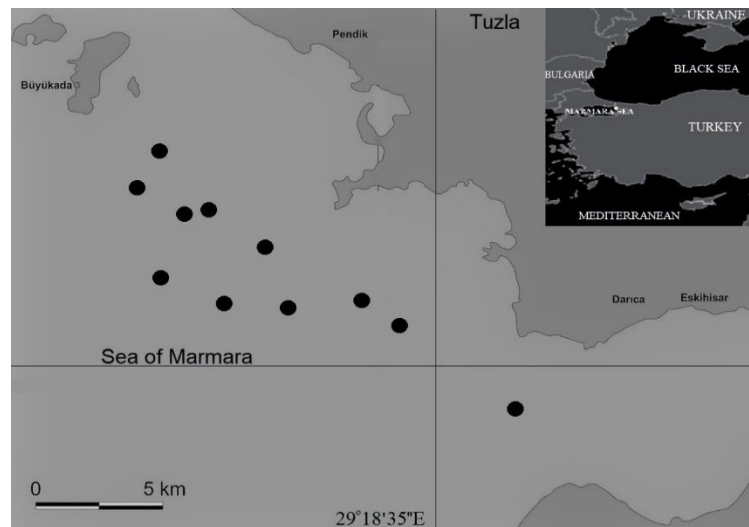 Tuzla
Pendik
Büyükada
UKRAINE
BULGARIA
BLACK SEA
MARMARA SEA
TURKEY
MEDITERRANEAN
Darıca
Eskihisar
Sea of Marmara
0
5 km
29°18'35"E